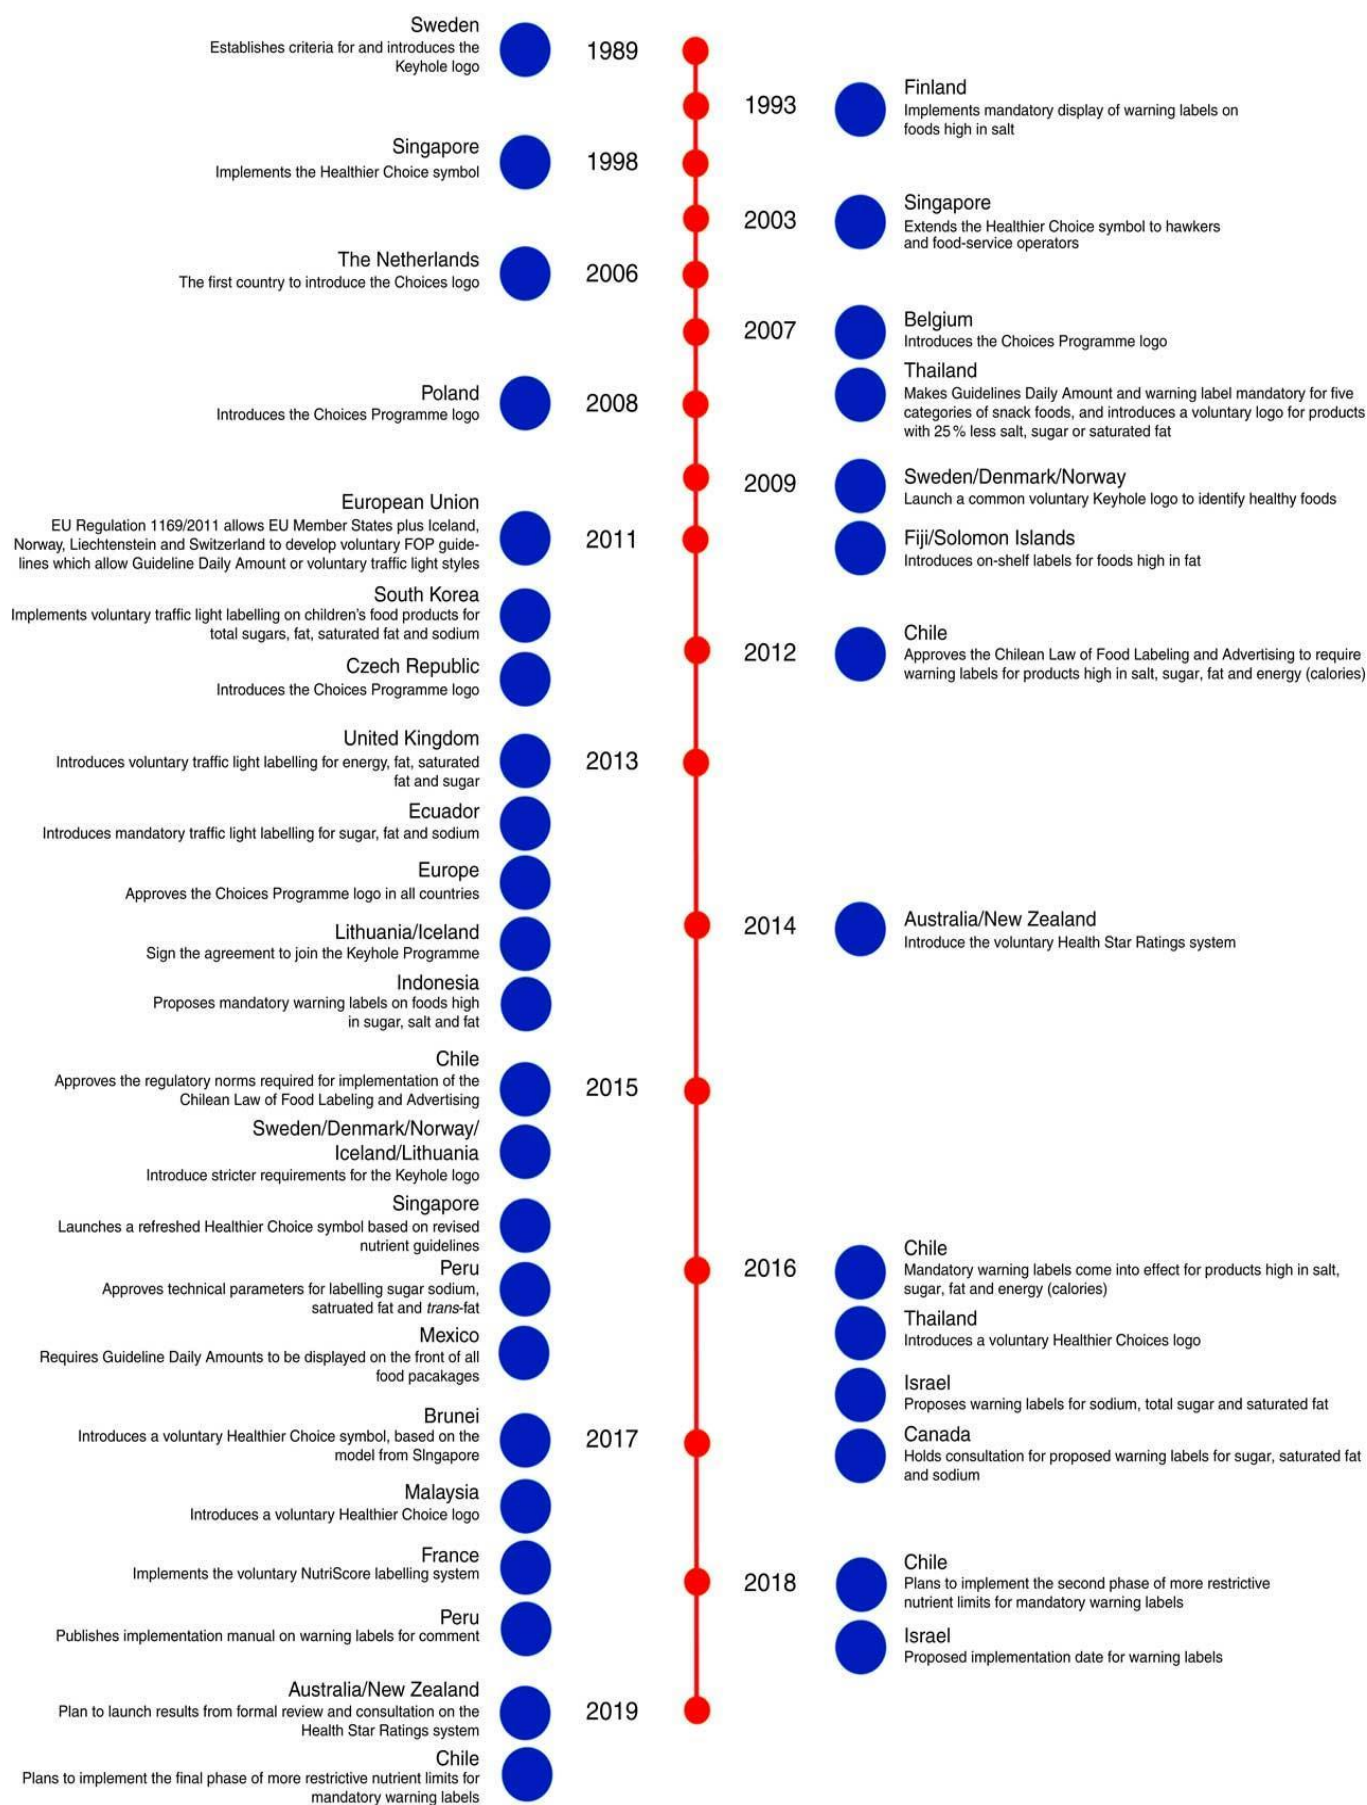 Sweden
Establishes criteria for and introduces the
Keyhole logo
1989
1993
Finland
Implements mandatory display of warning labels on
foods high in salt
Singapore
Implements the Healthier Choice symbol
1998
2003
Singapore
Extends the Healthier Choice symbol to hawkers
and food-service operators
The Netherlands
The first country to introduce the Choices logo
2006
2007
Belgium
Introduces the Choices Programme logo
Thailand
Makes Guidelines Daily Amount and warning label mandatory for five
categories of snack foods, and introduces a voluntary logo for products
with 25 % less salt, sugar or saturated fat
Poland
Introduces the Choices Programme logo
2008
2009
Sweden/Denmark/Norway
Launch a common voluntary Keyhole logo to identify healthy foods
Fiji/Solomon Islands
Introduces on-shelf labels for foods high in fat
European Union
EU Regulation 1169/2011 allows EU Member States plus Iceland,
Norway, Liechtenstein and Switzerland to develop voluntary FOP guide-
lines which allow Guideline Daily Amount or voluntary traffic light styles
2011
South Korea
Implements voluntary traffic light labelling on children's food products for
total sugars, fat, saturated fat and sodium
Czech Republic
Introduces the Choices Programme logo
2012
Chile
Approves the Chilean Law of Food Labeling and Advertising to require
warning labels for products high in salt, sugar, fat and energy (calories)
United Kingdom
Introduces voluntary traffic light labelling for energy, fat, saturated
fat and sugar
2013
Ecuador
Introduces mandatory traffic light labelling for sugar, fat and sodium
Europe
Approves the Choices Programme logo in all countries
Lithuania/Iceland
Sign the agreement to join the Keyhole Programme
Indonesia
Proposes mandatory warning labels on foods high
in sugar, salt and fat
2014
Australia/New Zealand
Introduce the voluntary Health Star Ratings system
Chile
Approves the regulatory norms required for implementation of the
Chilean Law of Food Labeling and Advertising
2015
Sweden/Denmark/Norway/
Iceland/Lithuania
Introduce stricter requirements for the Keyhole logo
Singapore
Launches a refreshed Healthier Choice symbol based on revised
nutrient guidelines
Peru
Approves technical parameters for labelling sugar sodium,
satruated fat and trans-fat
Mexico
Requires Guideline Daily Amounts to be displayed on the front of all
food pacakages
2016
Chile
Mandatory warning labels come into effect for products high in salt,
sugar, fat and energy (calories)
Thailand
Introduces a voluntary Healthier Choices logo
Israel
Proposes warning labels for sodium, total sugar and saturated fat
Canada
Holds consultation for proposed warning labels for sugar, saturated fat
and sodium
Brunei
Introduces a voluntary Healthier Choice symbol, based on the
model from SIngapore
2017
Malaysia
Introduces a voluntary Healthier Choice logo
France
Implements the voluntary NutriScore labelling system
Peru
Publishes implementation manual on warning labels for comment
2018
Chile
Plans to implement the second phase of more restrictive
nutrient limits for mandatory warning labels
Israel
Proposed implementation date for warning labels
Australia/New Zealand
Plan to launch results from formal review and consultation on the
Health Star Ratings system
2019
Chile
Plans to implement the final phase of more restrictive nutrient limits for
mandatory warning labels